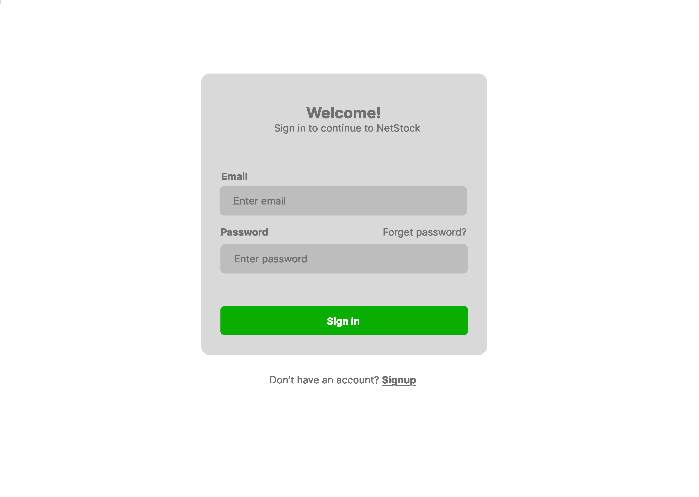 Welcome!
Sign in to continue to NetStock
Email
Enter email
Password Forget password?
Enter password
Sign in
Don't have an account? Signup